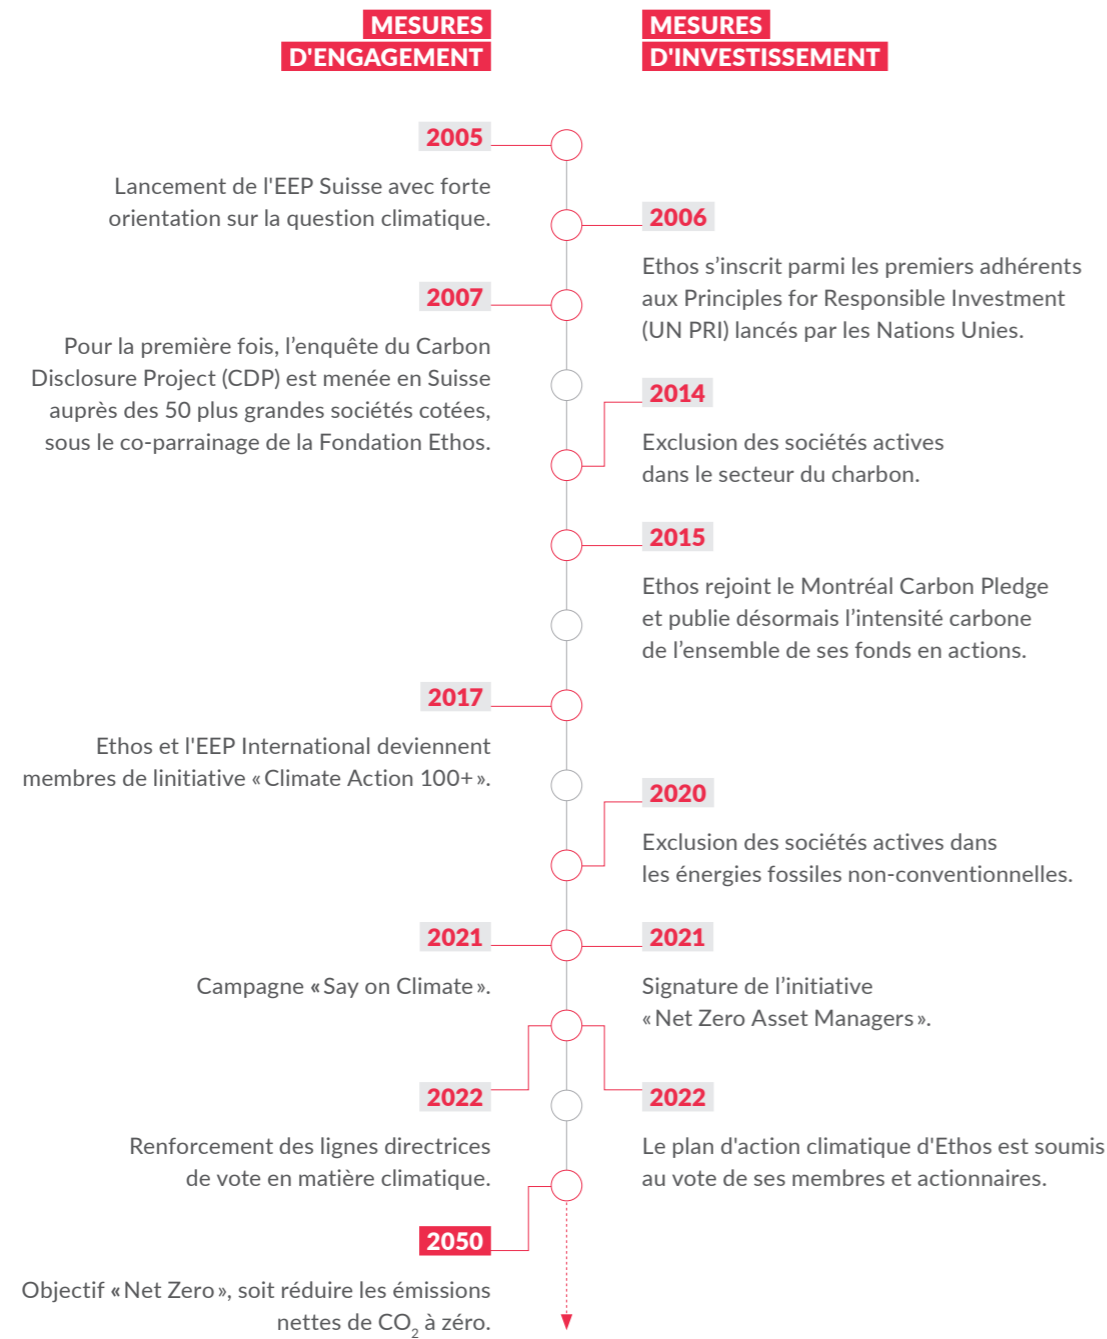 MESURES
D'ENGAGEMENT
MESURES
D'INVESTISSEMENT
2005
Lancement de l'EEP Suisse avec forte
orientation sur la question climatique.
2006
Ethos s’inscrit parmi les premiers adhérents
aux Principles for Responsible Investment
(UN PRI) lancés par les Nations Unies.
2007
Pour la première fois, l’enquête du Carbon
Disclosure Project (CDP) est menée en Suisse
auprès des 50 plus grandes sociétés cotées,
sous le co-parrainage de la Fondation Ethos.
2014
Exclusion des sociétés actives
dans le secteur du charbon.
2015
Ethos rejoint le Montréal Carbon Pledge
et publie désormais l’intensité carbone
de l’ensemble de ses fonds en actions.
2017
Ethos et l'EEP International deviennent
membres de linitiative «Climate Action 100+».
2020
Exclusion des sociétés actives dans
les énergies fossiles non-conventionnelles.
2021
Campagne «Say on Climate».
2021
Signature de l’initiative
«Net Zero Asset Managers».
2022
Renforcement des lignes directrices
de vote en matière climatique.
2022
Le plan d'action climatique d'Ethos est soumis
au vote de ses membres et actionnaires.
2050
Objectif «Net Zero», soit réduire les émissions
nettes de CO₂ à zéro.